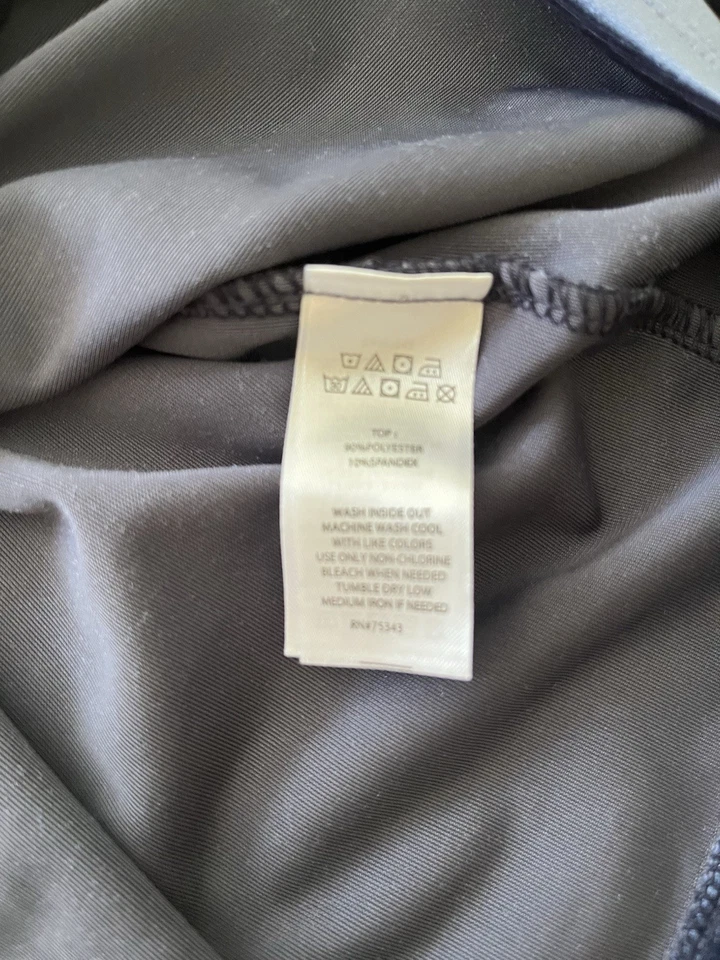 TOP :
90%POLYESTER
10%SPANDEX
WASH INSIDE OUT
MACHINE WASH COOL
WITH LIKE COLORS
USE ONLY NON-CHLORINE
BLEACH WHEN NEEDED
TUMBLE DRY LOW
MEDIUM IRON IF NEEDED
RN#75343